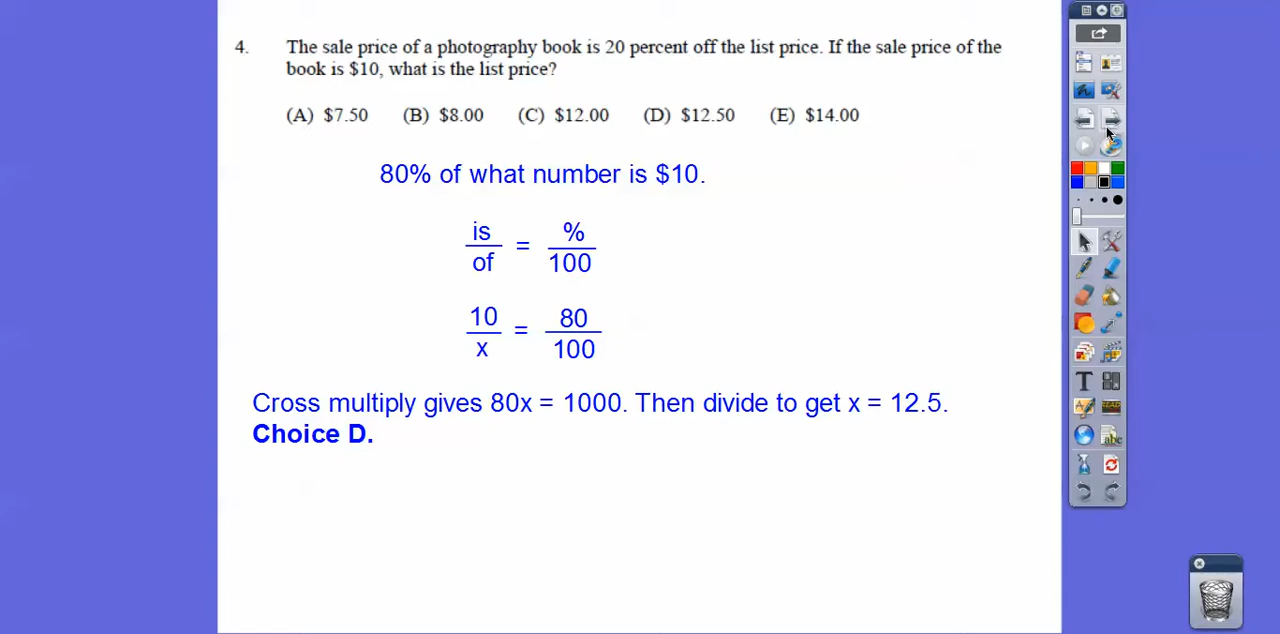 4. The sale price of a photography book is 20 percent off the list price. If the sale price of the
book is $10, what is the list price?
(A) $7.50 (B) $8.00 (C) $12.00 (D) $12.50 (E) $14.00
80% of what number is $10.
is
of
=
%
100
10
x
=
80
100
Cross multiply gives 80x = 1000. Then divide to get x = 12.5.
Choice D.